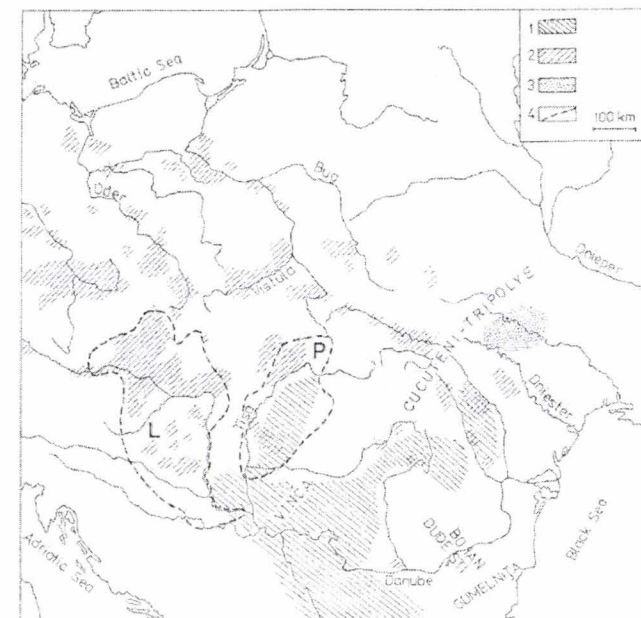 Baltic Sea
1
2
3
4
100 km
Bug
Oder
Dnieper
Vistula
CUCUTENI-TRIPOLYE
P
L
Tisa
Dniester
VINČA
BOIAN
DUDEŞTI
Black Sea
Adriatic Sea
Danube
GUMELNIŢA